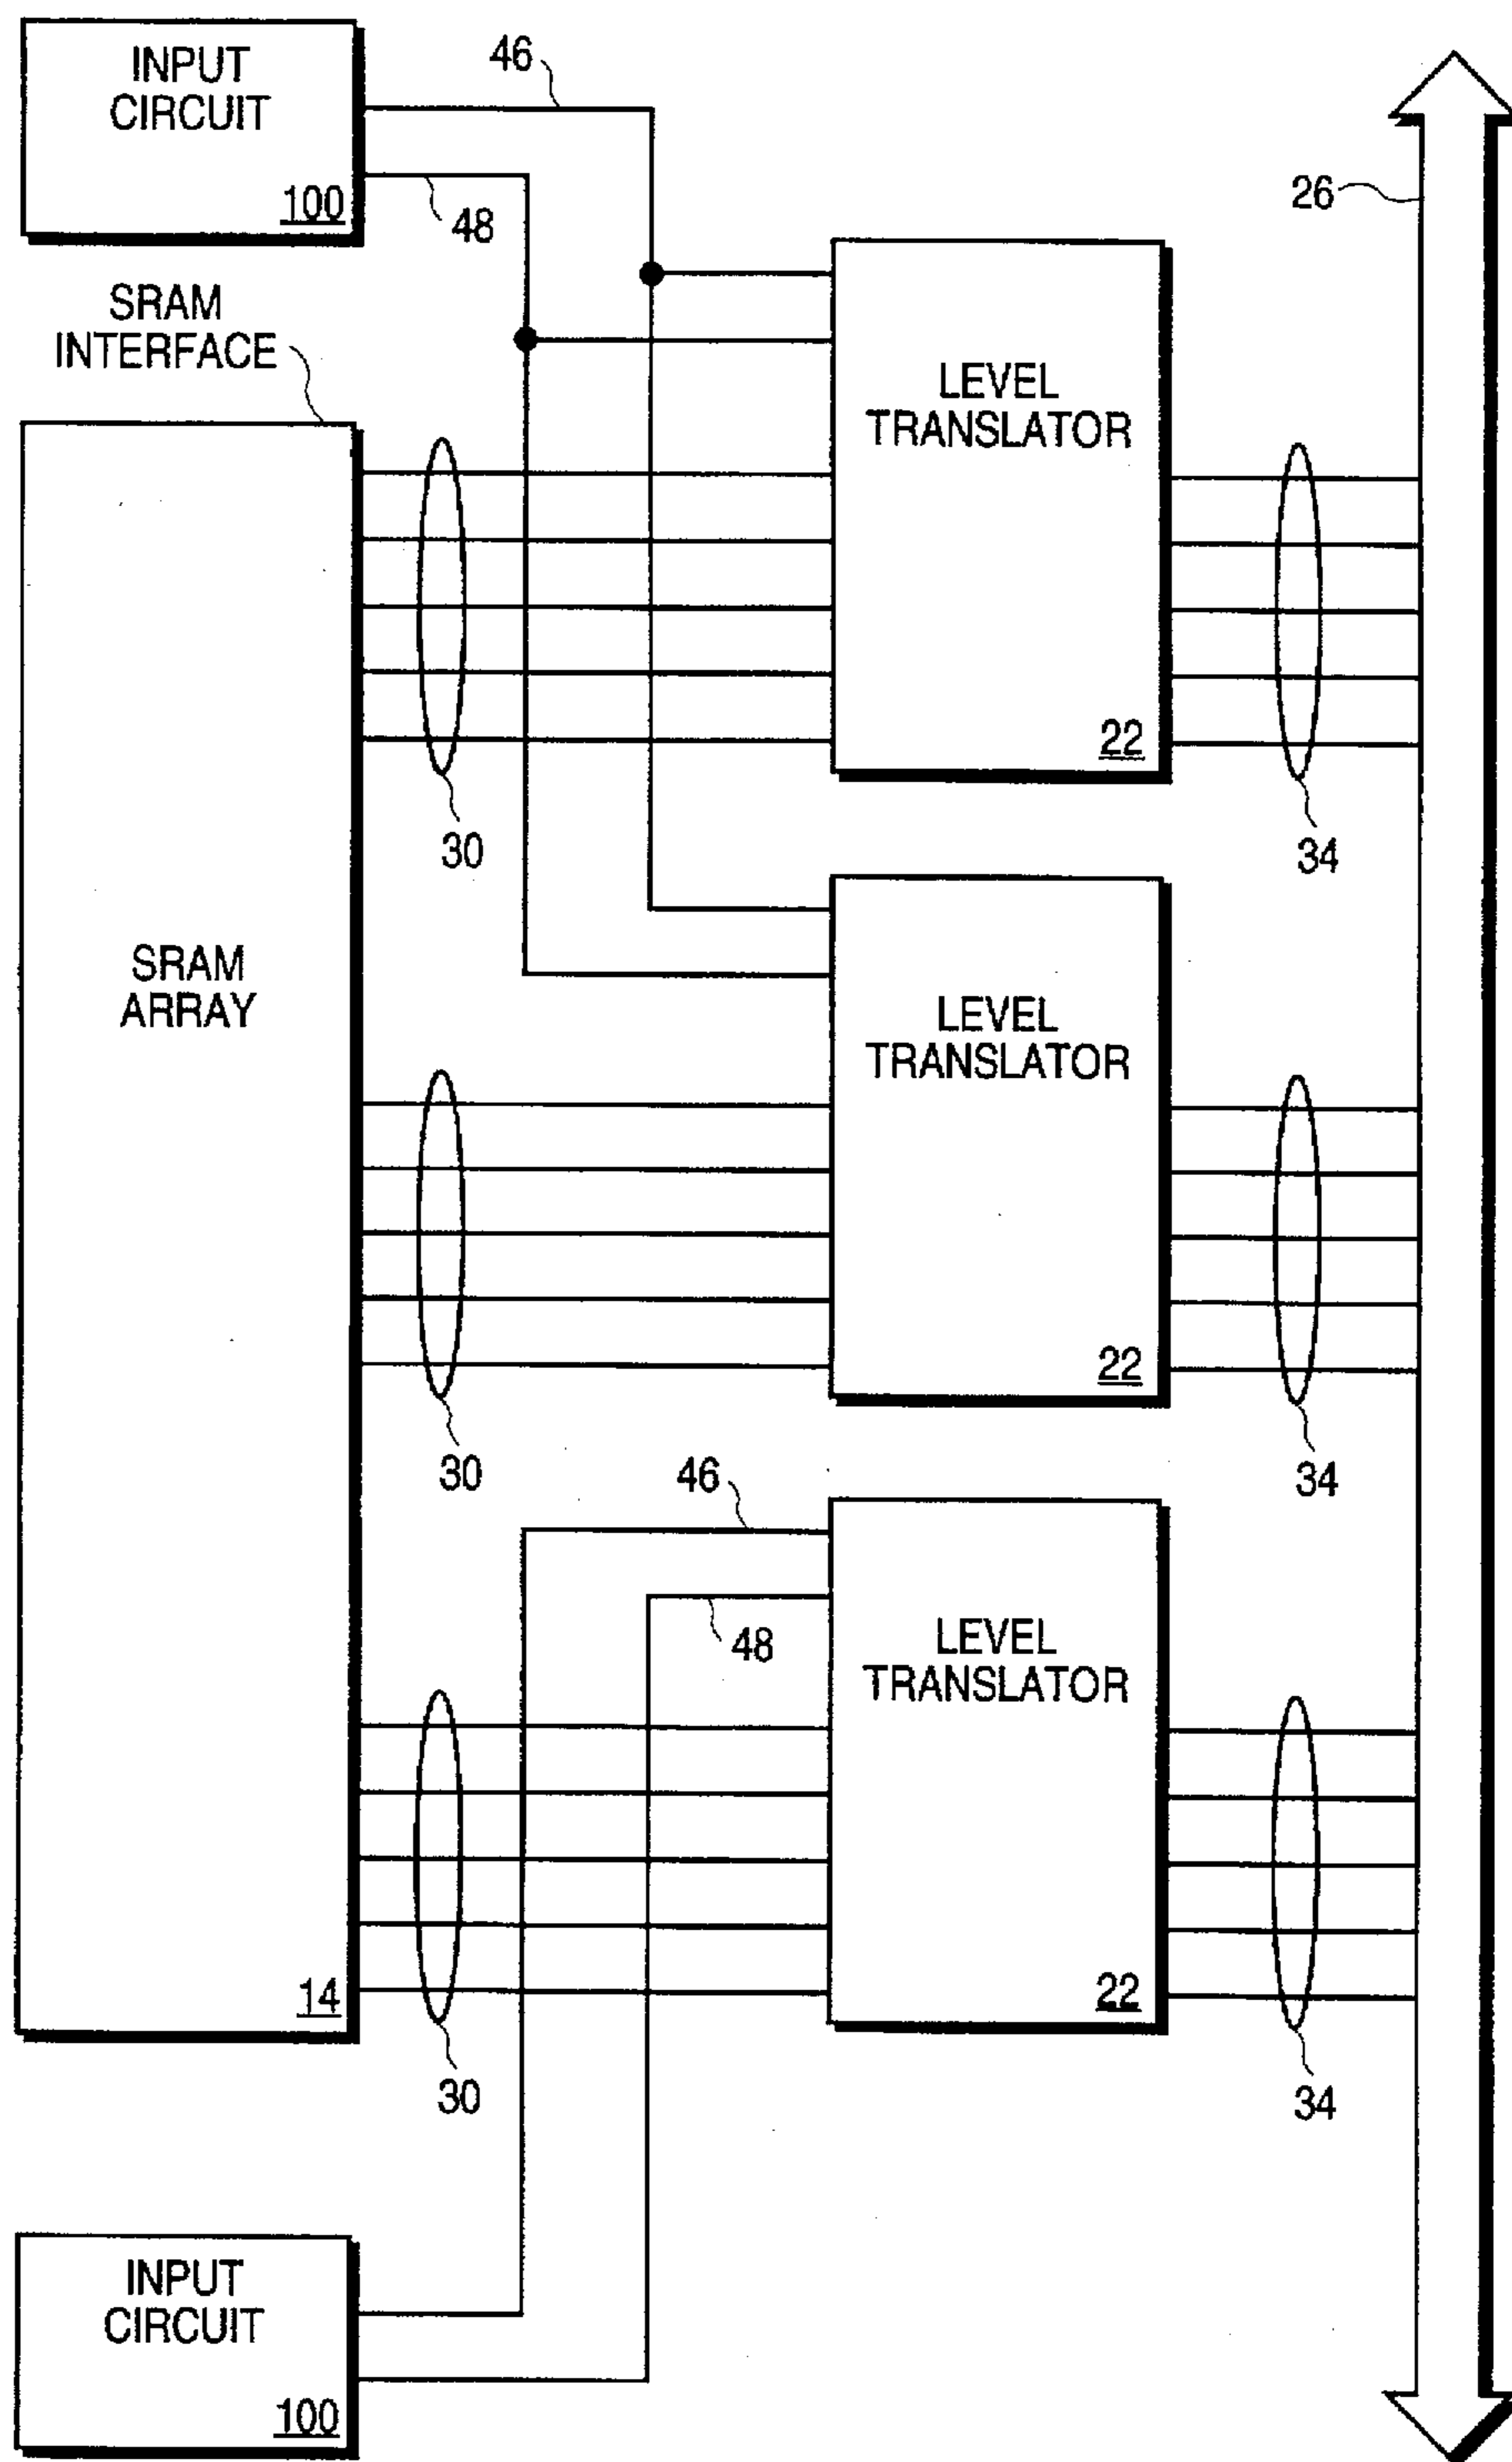 INPUT
CIRCUIT
100
46
48
26
SRAM
INTERFACE
LEVEL
TRANSLATOR
22
30
34
SRAM
ARRAY
14
LEVEL
TRANSLATOR
22
30
34
46
48
LEVEL
TRANSLATOR
22
30
34
INPUT
CIRCUIT
100